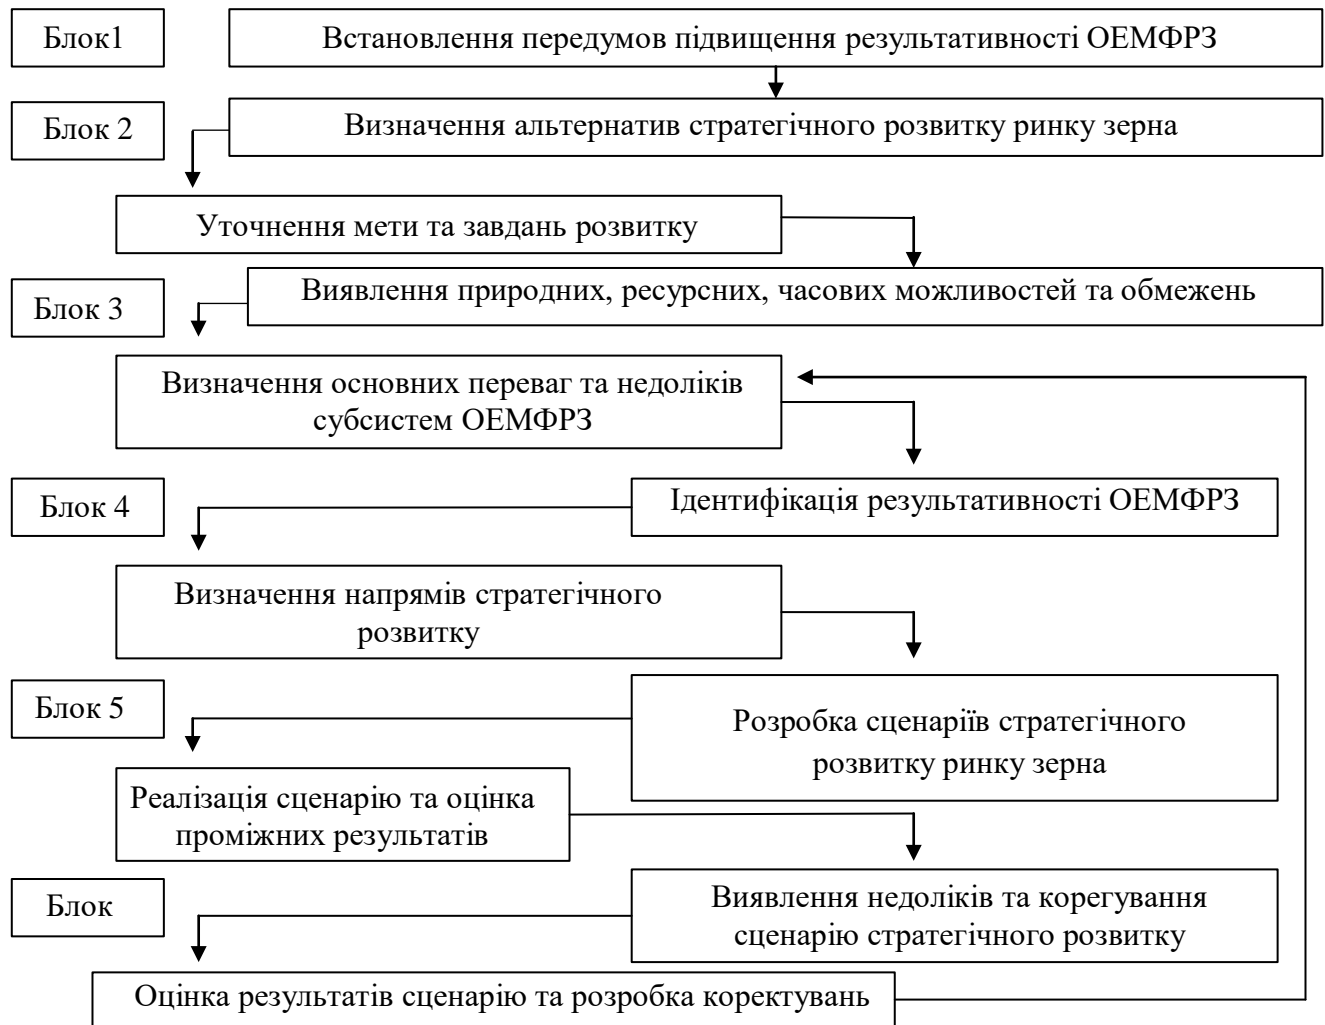 Блок1
Встановлення передумов підвищення результативності ОЕМФРЗ
Блок 2
Визначення альтернатив стратегічного розвитку ринку зерна
Уточнення мети та завдань розвитку
Блок 3
Виявлення природних, ресурсних, часових можливостей та обмежень
Визначення основних переваг та недоліків
субсистем ОЕМФРЗ
Блок 4
Ідентифікація результативності ОЕМФРЗ
Визначення напрямів стратегічного
розвитку
Блок 5
Розробка сценаріїв стратегічного
розвитку ринку зерна
Реалізація сценарію та оцінка
проміжних результатів
Блок
Виявлення недоліків та корегування
сценарію стратегічного розвитку
Оцінка результатів сценарію та розробка коректувань